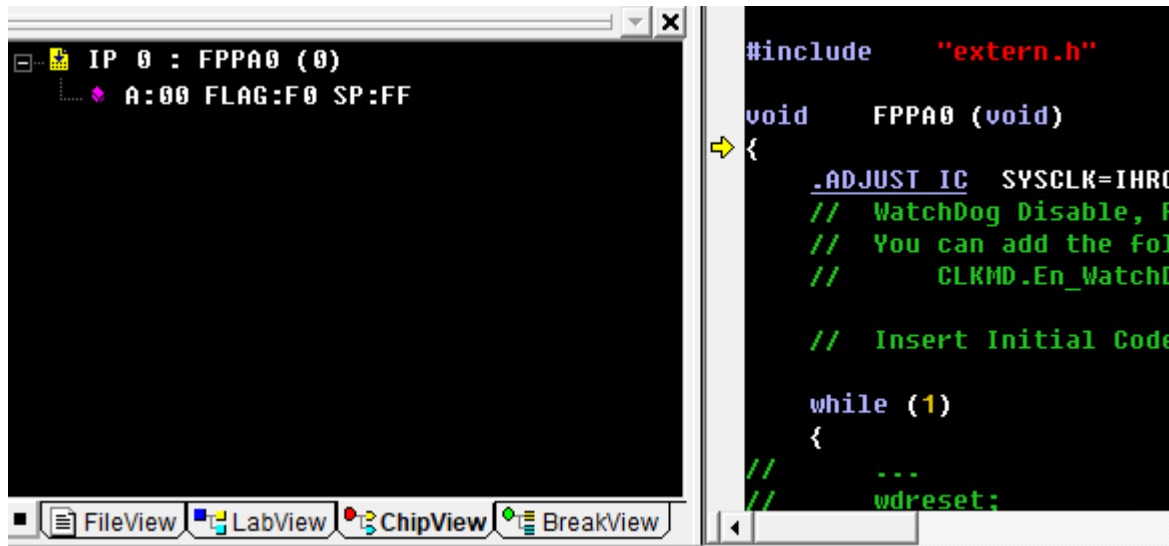 IP 0 : FPPA0 (0)
A:00 FLAG:F0 SP:FF
FileView LabView ChipView BreakView
#include "extern.h"
void FPPA0 (void)
{
.ADJUST_IC SYSCLK=IHRC
// WatchDog Disable,
// You can add the fol
// CLKMD.En_WatchD
// Insert Initial Code
while (1)
{
// ...
// wdreset;